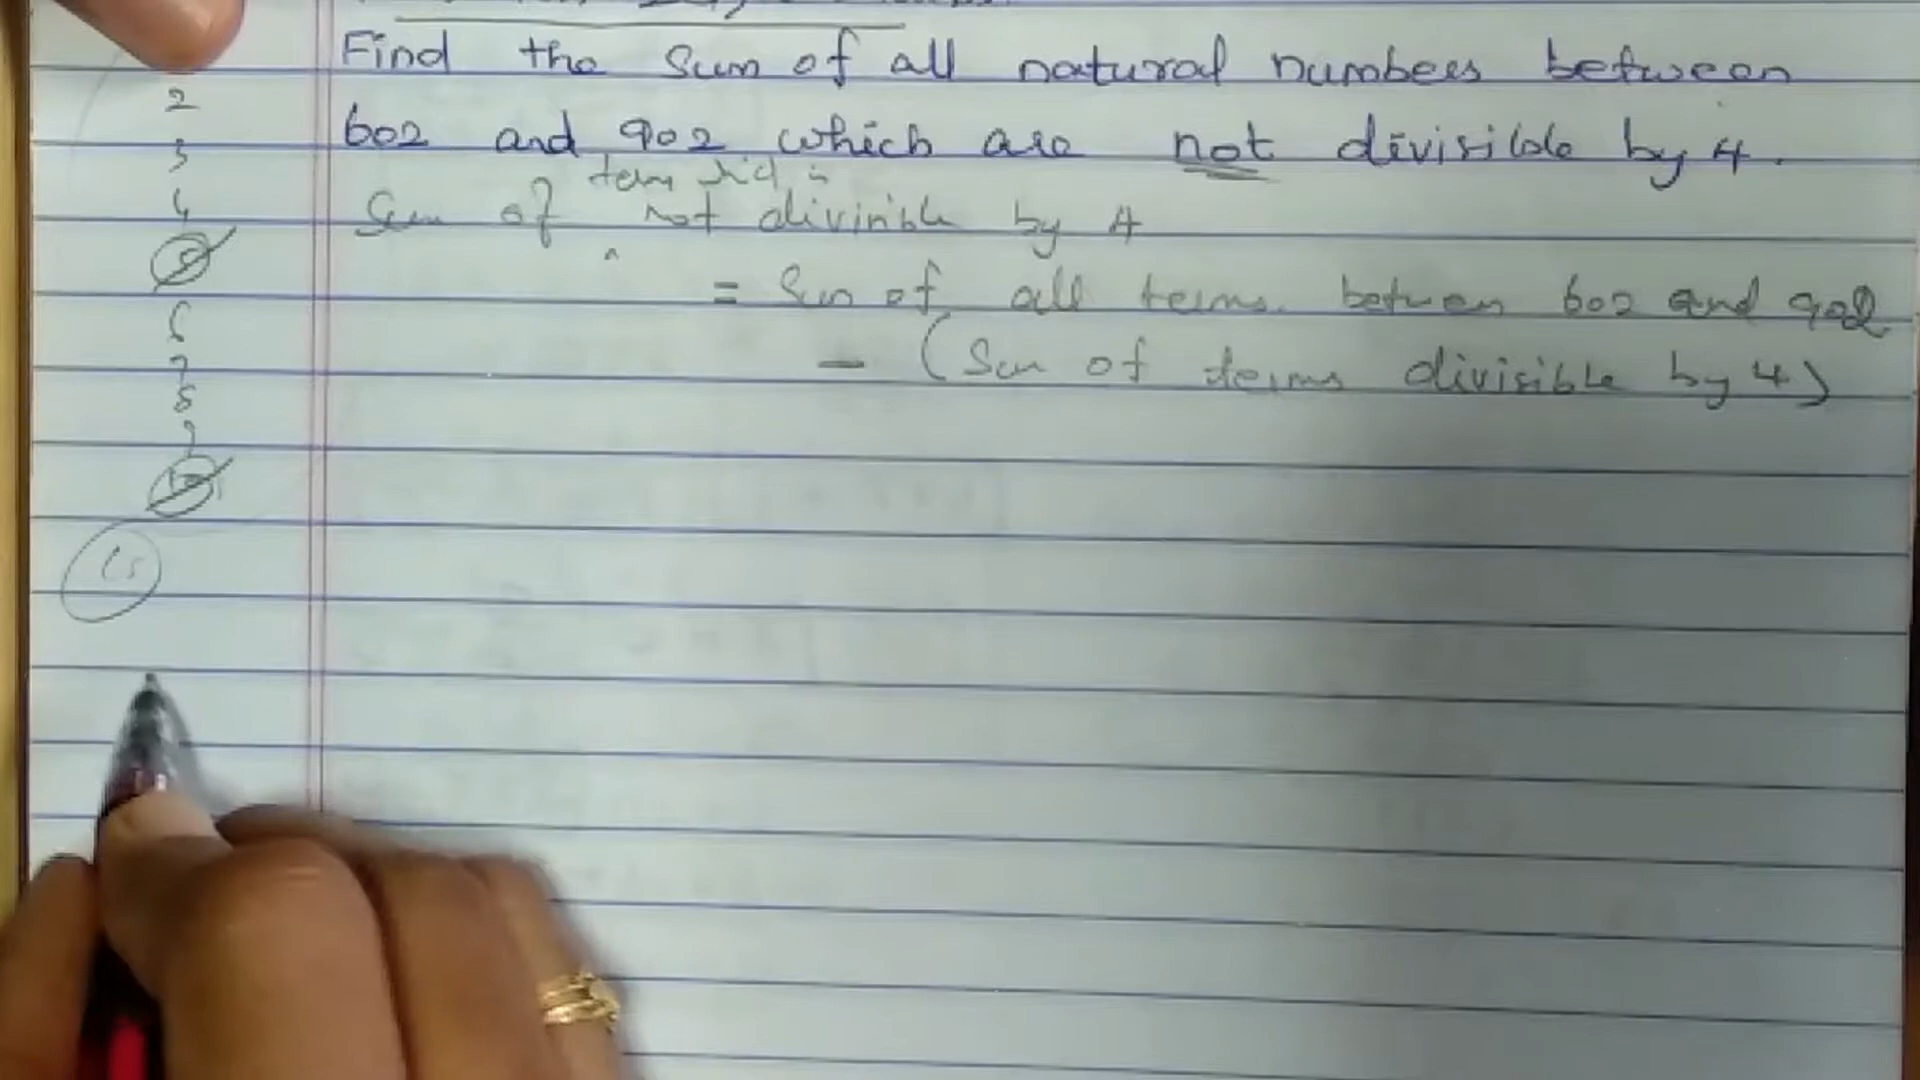 Find the sum of all natural numbers between
602 and 902 which are not divisible by 4.
term
Sum of not divisible by 4
= Sum of all terms between 602 and 902
- (Sum of terms divisible by 4)
2
3
4
5
6
7
8
9
10
15